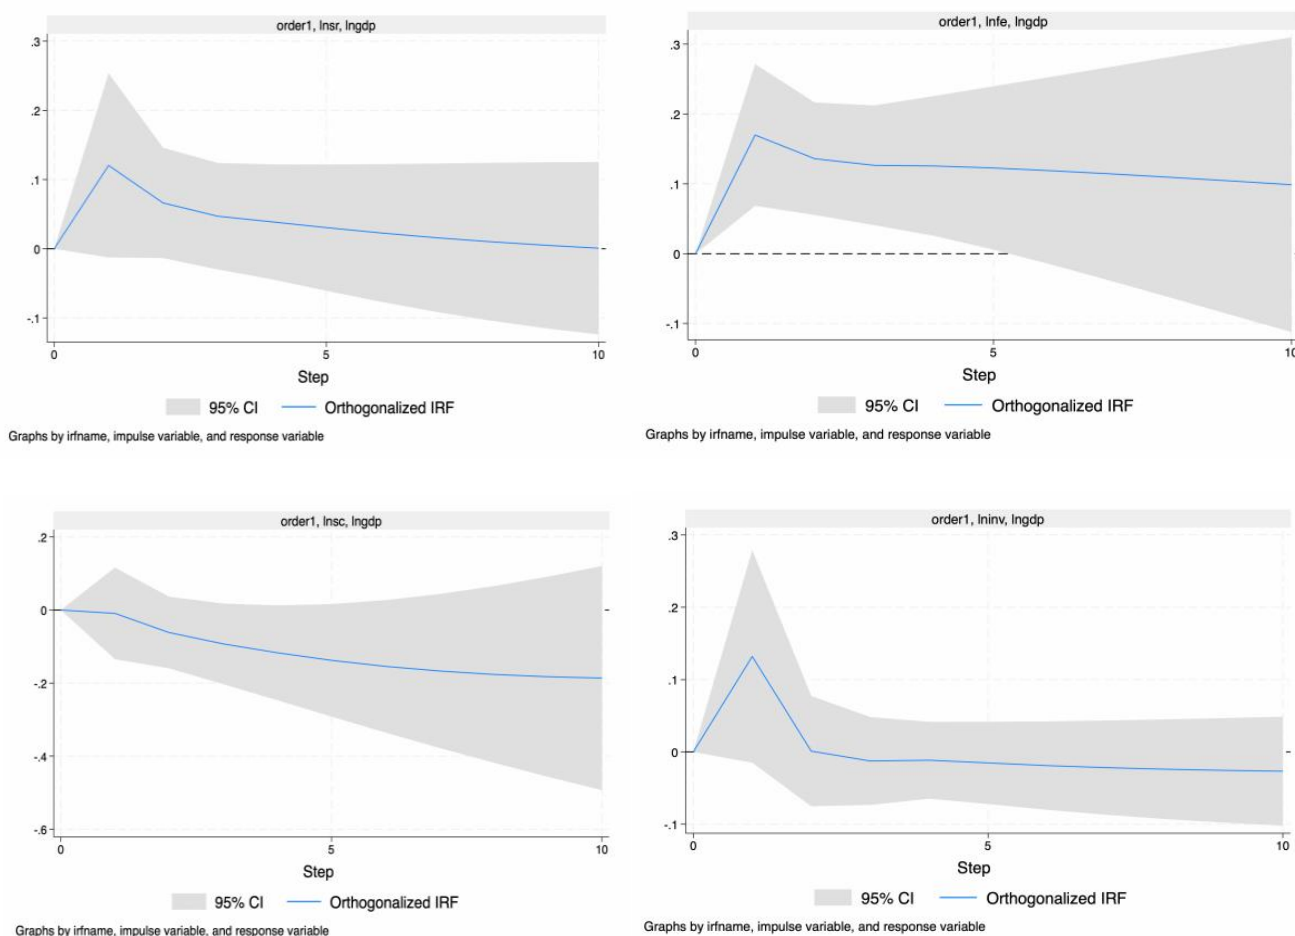 order1, lnsr, lngdp
.3
.2
.1
0
-.1
0 5 10
Step
95% CI Orthogonalized IRF
Graphs by irfname, impulse variable, and response variable
order1, lnfe, lngdp
.3
.2
.1
0
-.1
0 5 10
Step
95% CI Orthogonalized IRF
Graphs by irfname, impulse variable, and response variable
order1, lnsc, lngdp
.2
0
-.2
-.4
-.6
0 5 10
Step
95% CI Orthogonalized IRF
Graphs by irfname, impulse variable, and response variable
order1, lninv, lngdp
.3
.2
.1
0
-.1
0 5 10
Step
95% CI Orthogonalized IRF
Graphs by irfname, impulse variable, and response variable